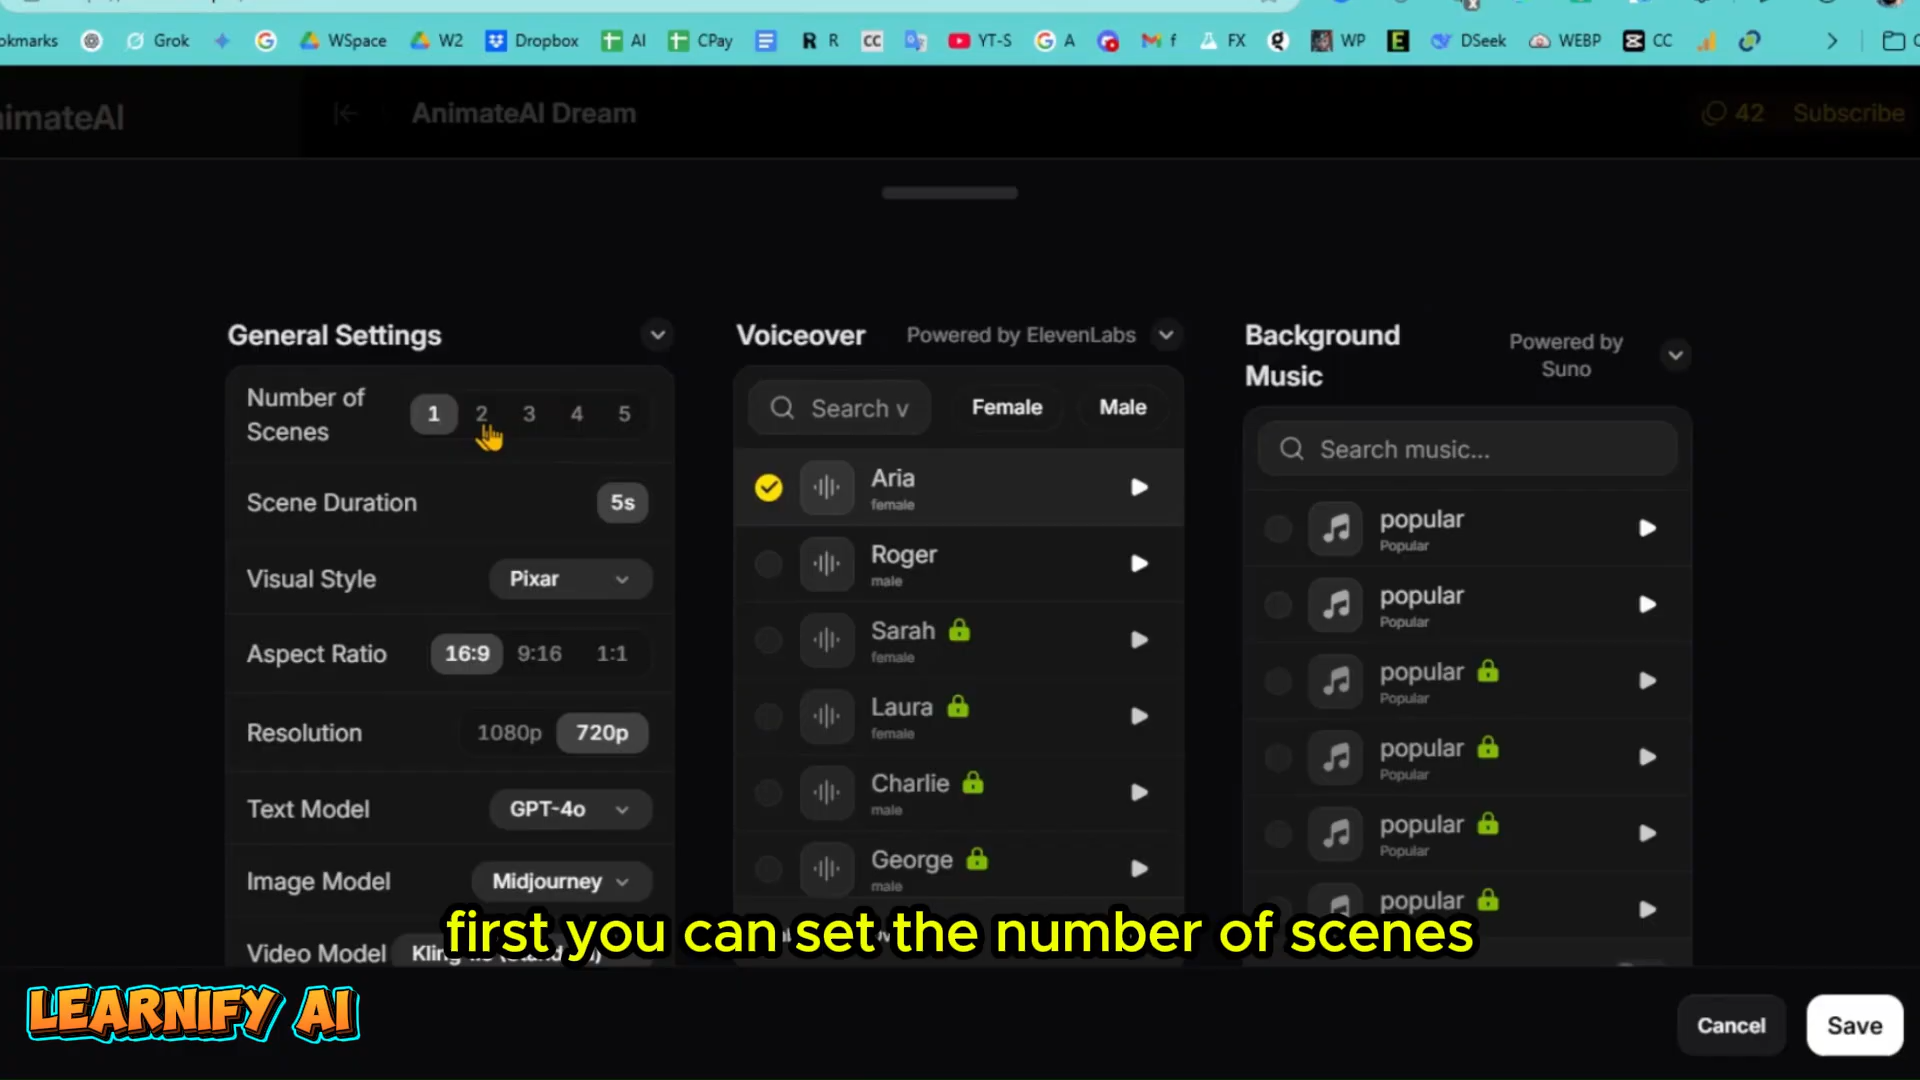 okmarks Grok WSpace W2 Dropbox AI CPay R CC YT-S A f FX WP E DSeek WEBP CC
imateAI
AnimateAI Dream
42 Subscribe
General Settings
Number of
Scenes
1 2 3 4 5
Scene Duration 5s
Visual Style Pixar
Aspect Ratio 16:9 9:16 1:1
Resolution 1080p 720p
Text Model GPT-4o
Image Model Midjourney
Video Model
Voiceover Powered by ElevenLabs
Search v Female Male
Aria
female
Roger
male
Sarah
female
Laura
female
Charlie
male
George
male
Background
Music
Powered by
Suno
Search music...
popular
Popular
popular
Popular
popular
Popular
popular
Popular
popular
Popular
popular
first you can set the number of scenes
LEARNIFY AI
Cancel Save